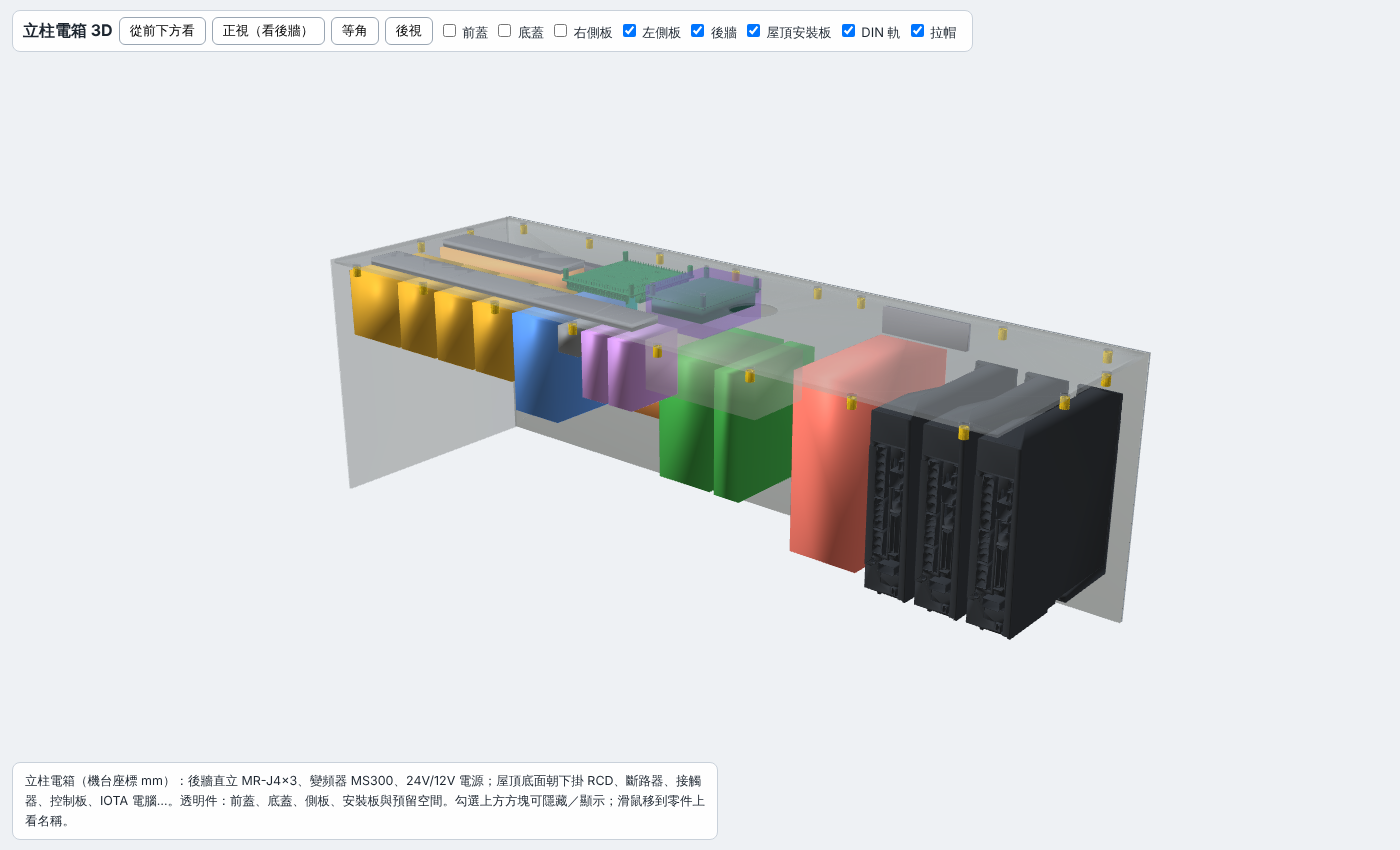 立柱電箱 3D 從前下方看 正視（看後牆） 等角 後視 前蓋 底蓋 右側板 左側板 後牆 屋頂安裝板 DIN 軌 拉帽
立柱電箱（機台座標 mm）：後牆直立 MR-J4×3、變頻器 MS300、24V/12V 電源；屋頂底面朝下掛 RCD、斷路器、接觸
器、控制板、IOTA 電腦…。透明件：前蓋、底蓋、側板、安裝板與預留空間。勾選上方方塊可隱藏／顯示；滑鼠移到零件上
看名稱。